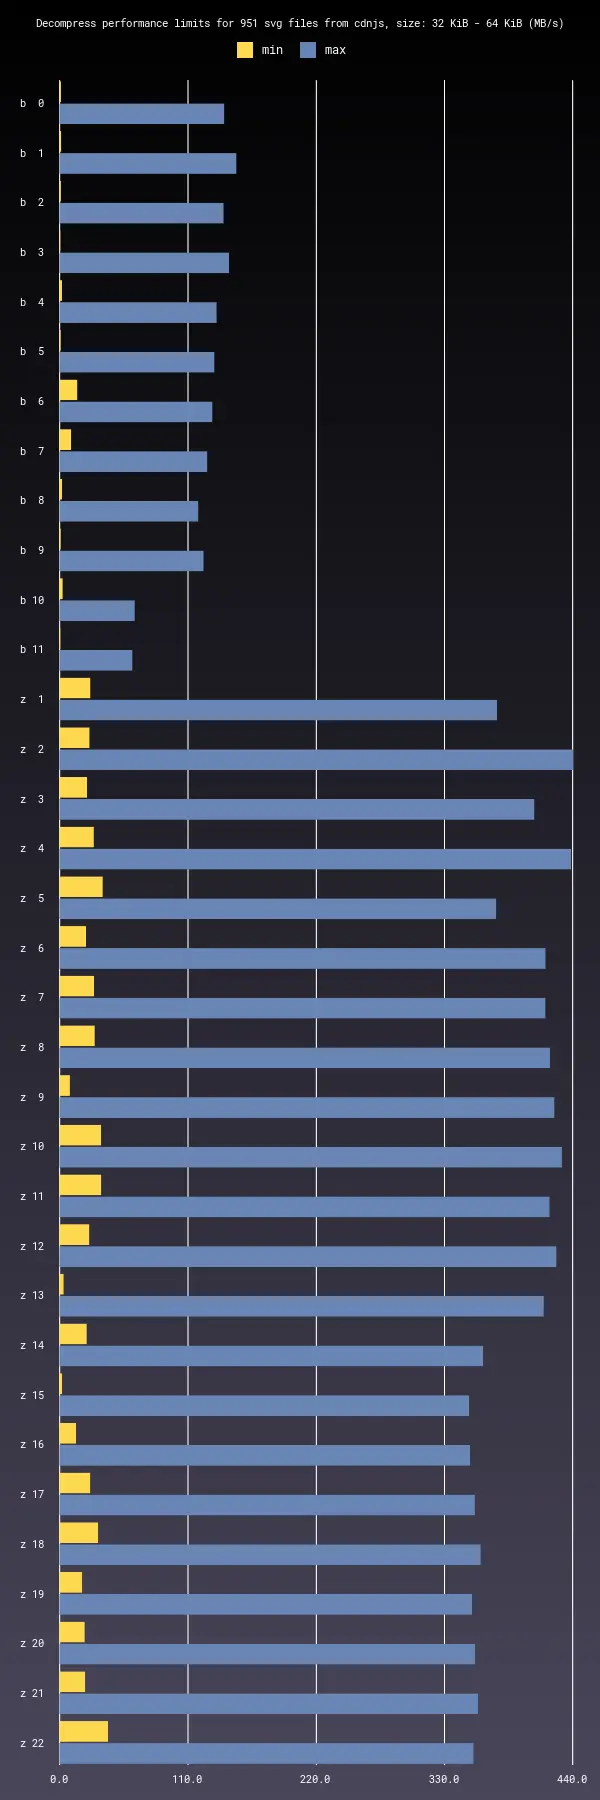 Decompress performance limits for 951 svg files from cdnjs, size: 32 KiB - 64 KiB (MB/s)
min max
b 0
b 1
b 2
b 3
b 4
b 5
b 6
b 7
b 8
b 9
b 10
b 11
z 1
z 2
z 3
z 4
z 5
z 6
z 7
z 8
z 9
z 10
z 11
z 12
z 13
z 14
z 15
z 16
z 17
z 18
z 19
z 20
z 21
z 22
0.0 110.0 220.0 330.0 440.0